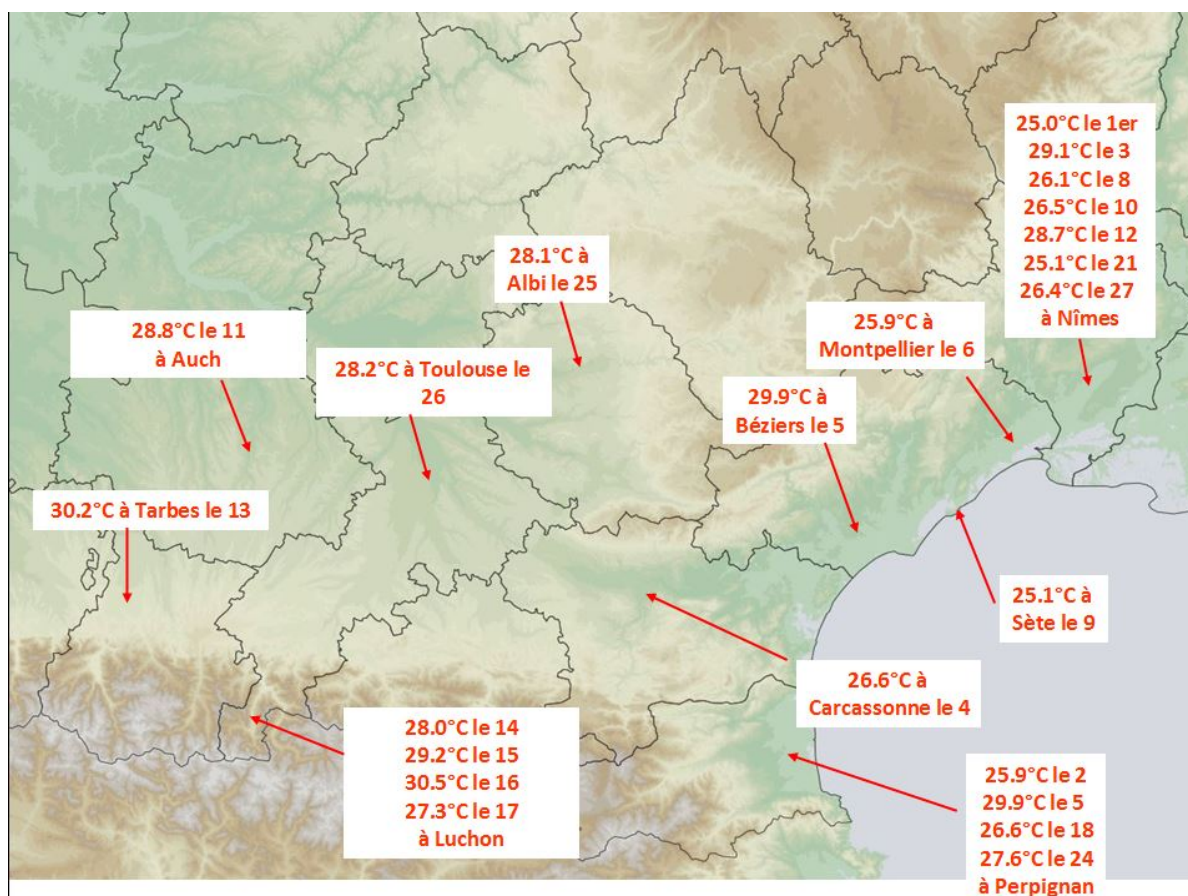 25.0°C le 1er
29.1°C le 3
26.1°C le 8
26.5°C le 10
28.7°C le 12
25.1°C le 21
26.4°C le 27
à Nîmes
28.1°C à
Albi le 25
28.8°C le 11
à Auch
25.9°C à
Montpellier le 6
28.2°C à Toulouse le
26
29.9°C à
Béziers le 5
30.2°C à Tarbes le 13
25.1°C à
Sète le 9
26.6°C à
Carcassonne le 4
28.0°C le 14
29.2°C le 15
30.5°C le 16
27.3°C le 17
à Luchon
25.9°C le 2
29.9°C le 5
26.6°C le 18
27.6°C le 24
à Perpignan